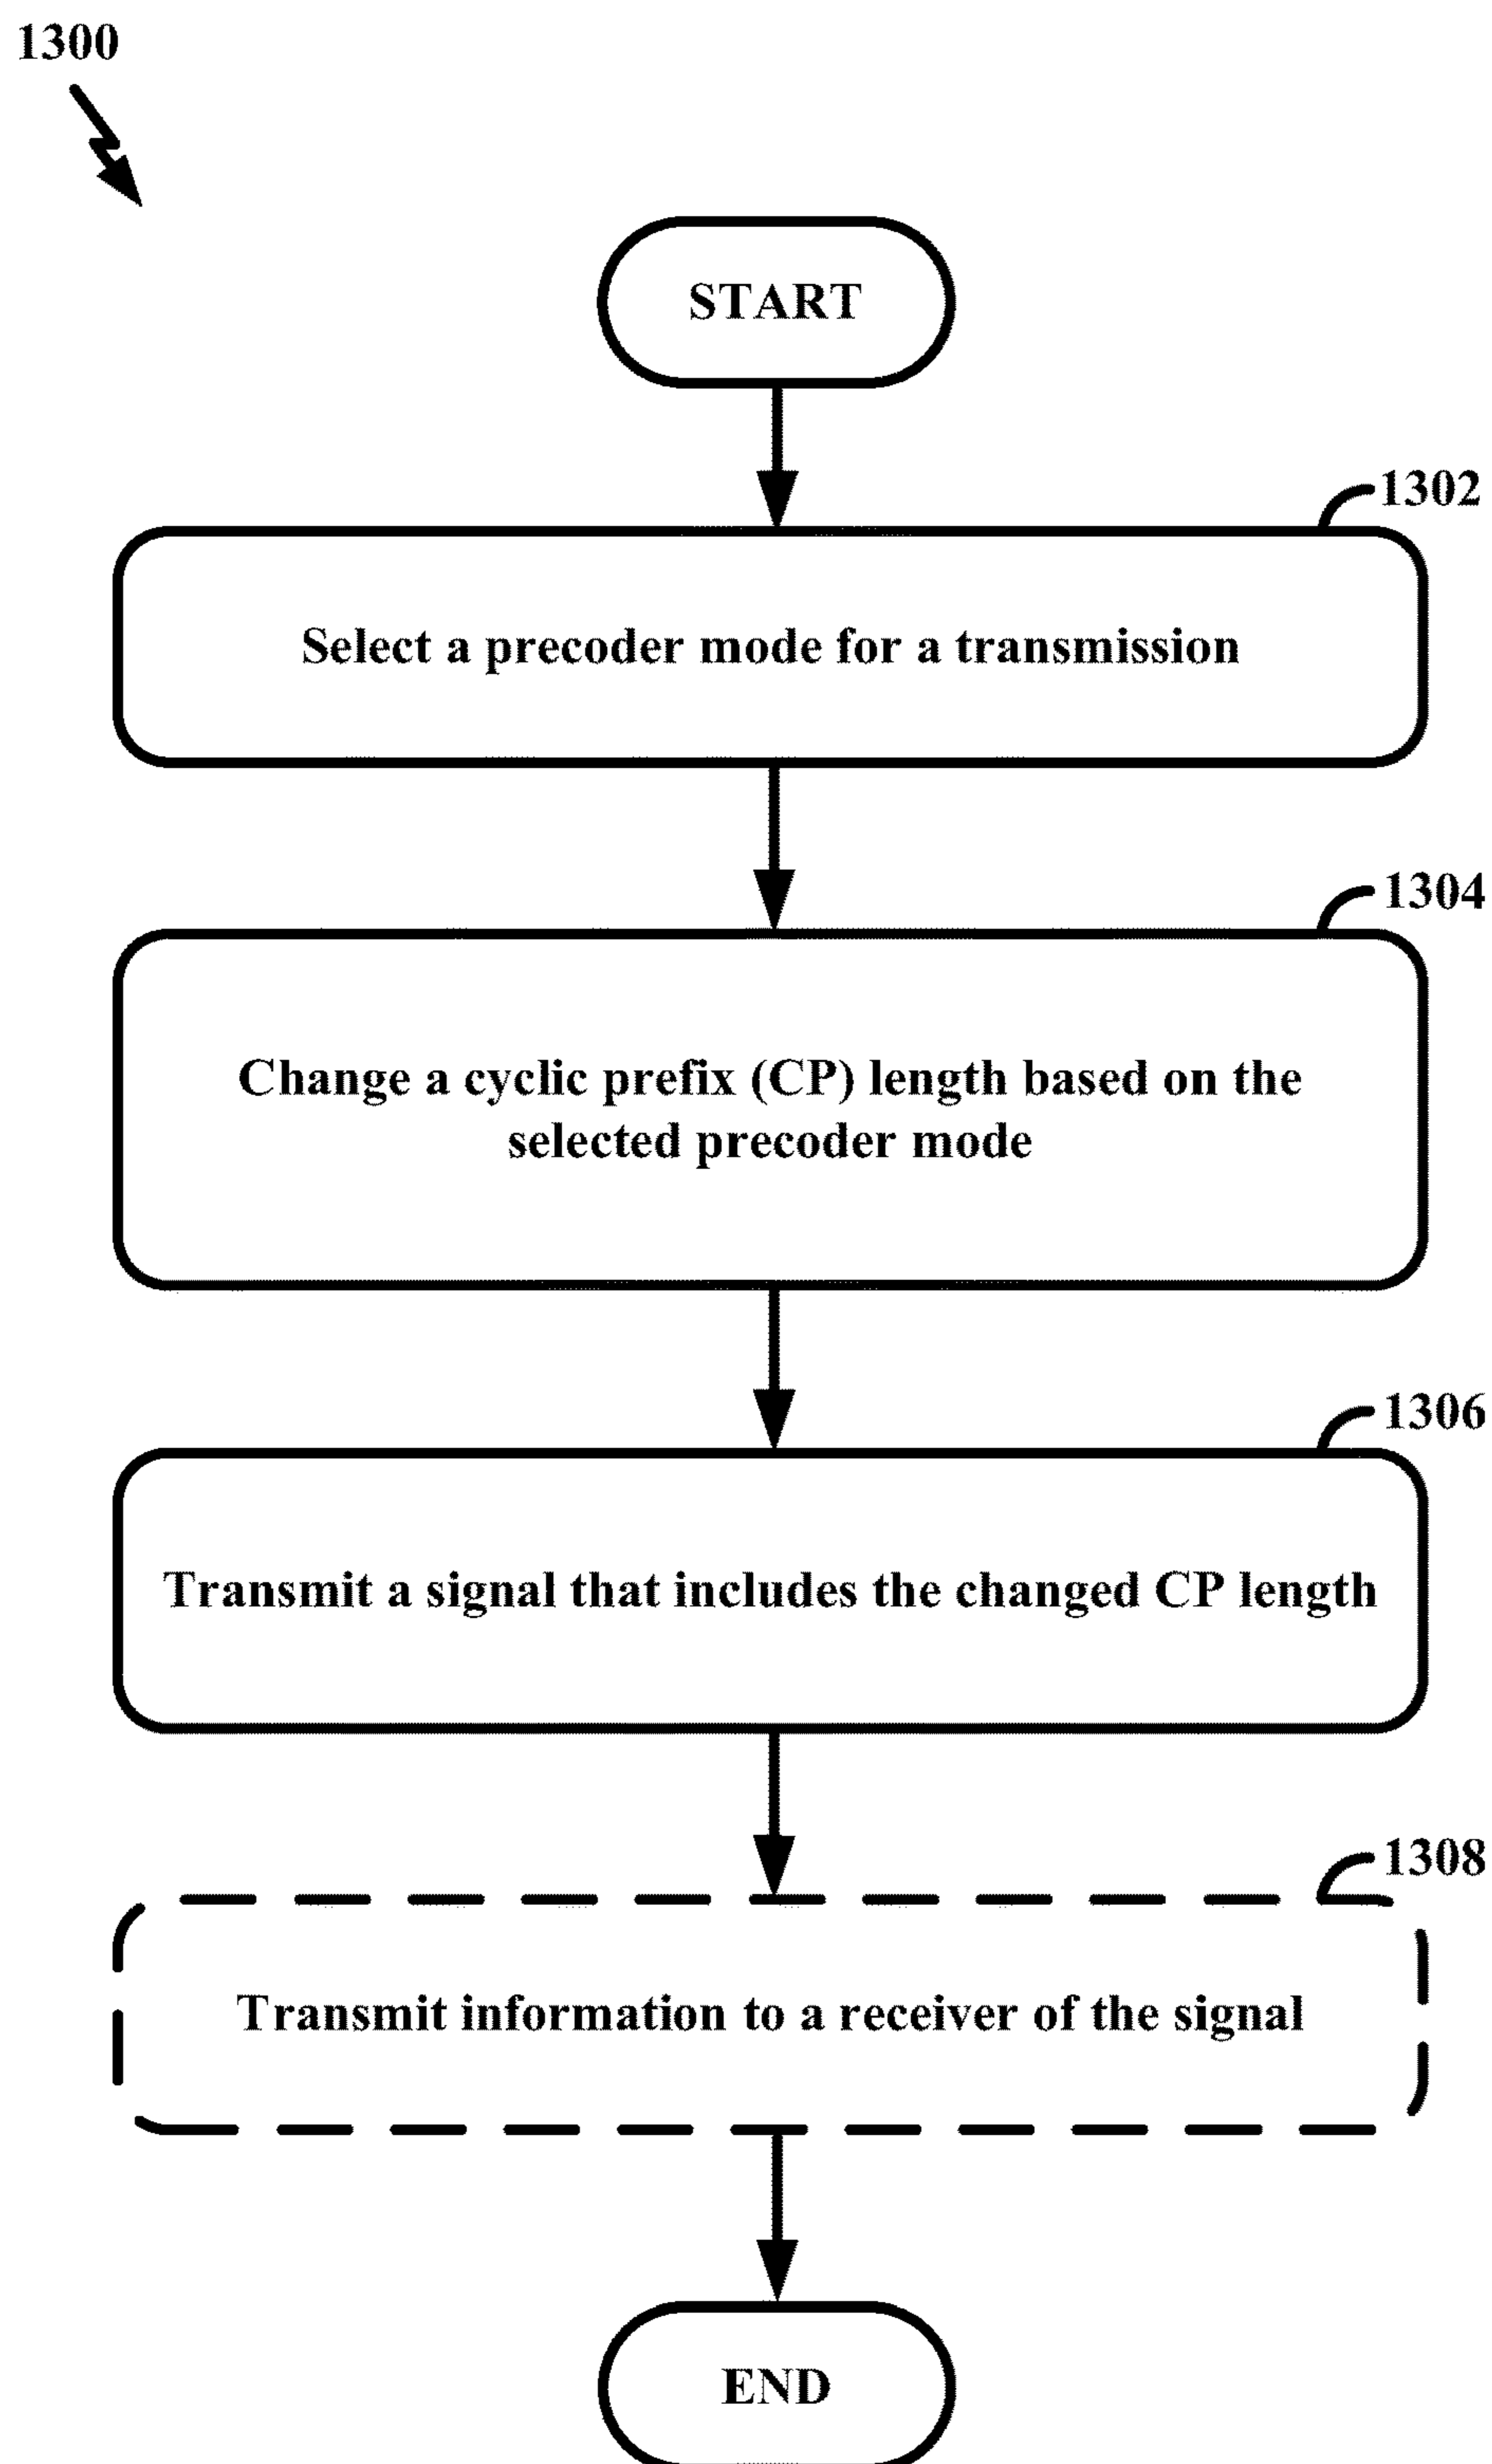 1300
START
1302
Select a precoder mode for a transmission
1304
Change a cyclic prefix (CP) length based on the
selected precoder mode
1306
Transmit a signal that includes the changed CP length
1308
Transmit information to a receiver of the signal
END